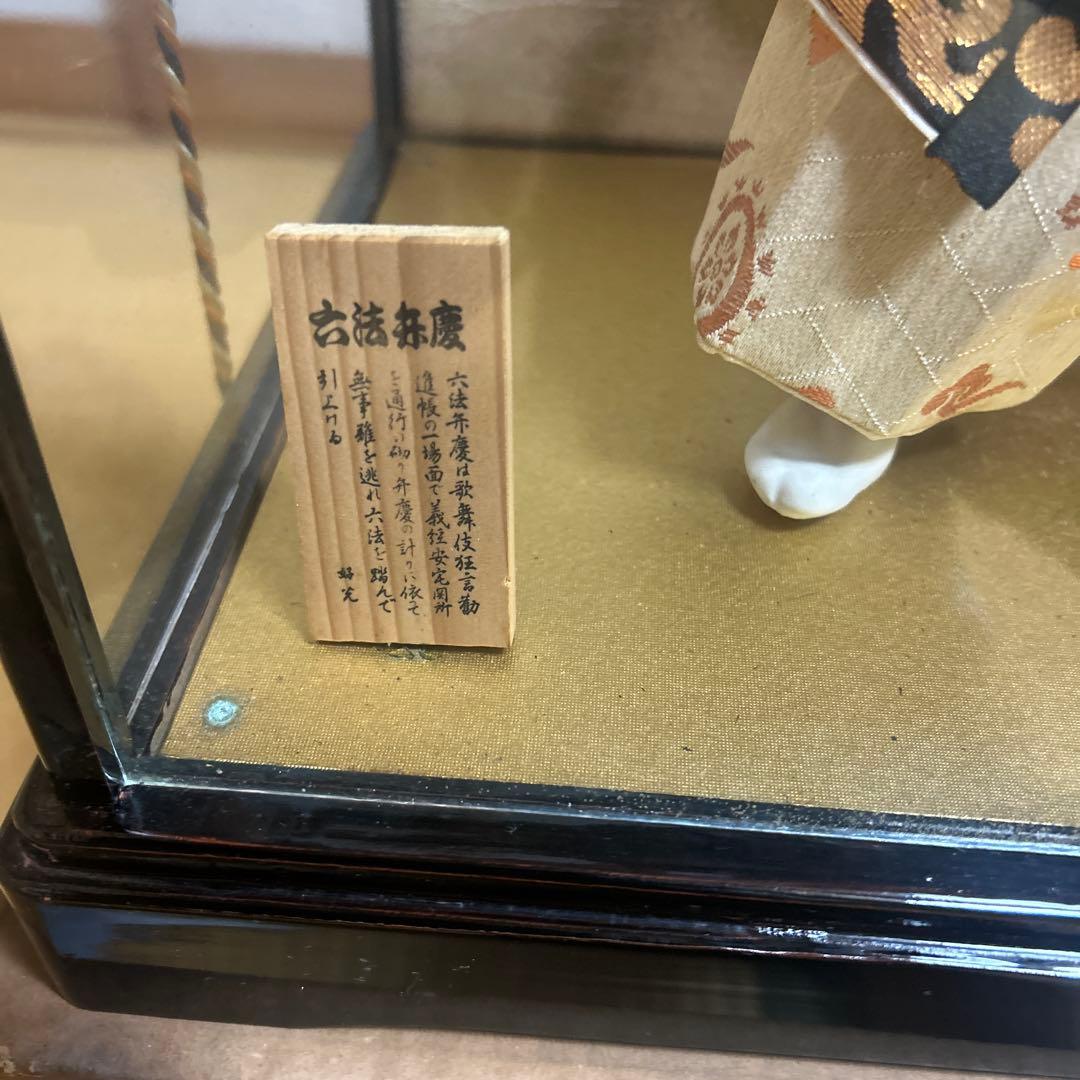 六法弁慶
六法弁慶は歌舞伎狂言勧
進帳の一場面で義経安宅関所
を通行の砌り弁慶の計りに依て
無事難を逃れ六法を踏んで
引上げる